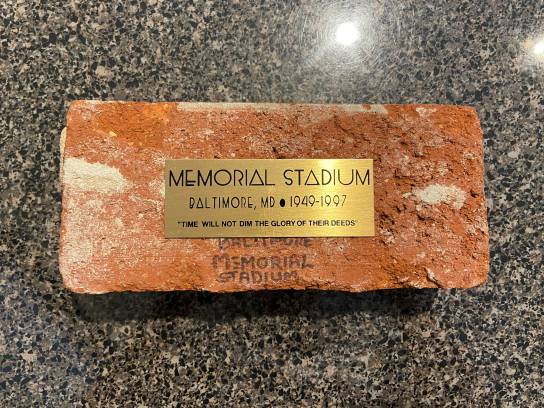 MEMORIAL STADIUM
BALTIMORE, MD ● 1949-1997
"TIME WILL NOT DIM THE GLORY OF THEIR DEEDS"
BALTIMORE
MEMORIAL
STADIUM